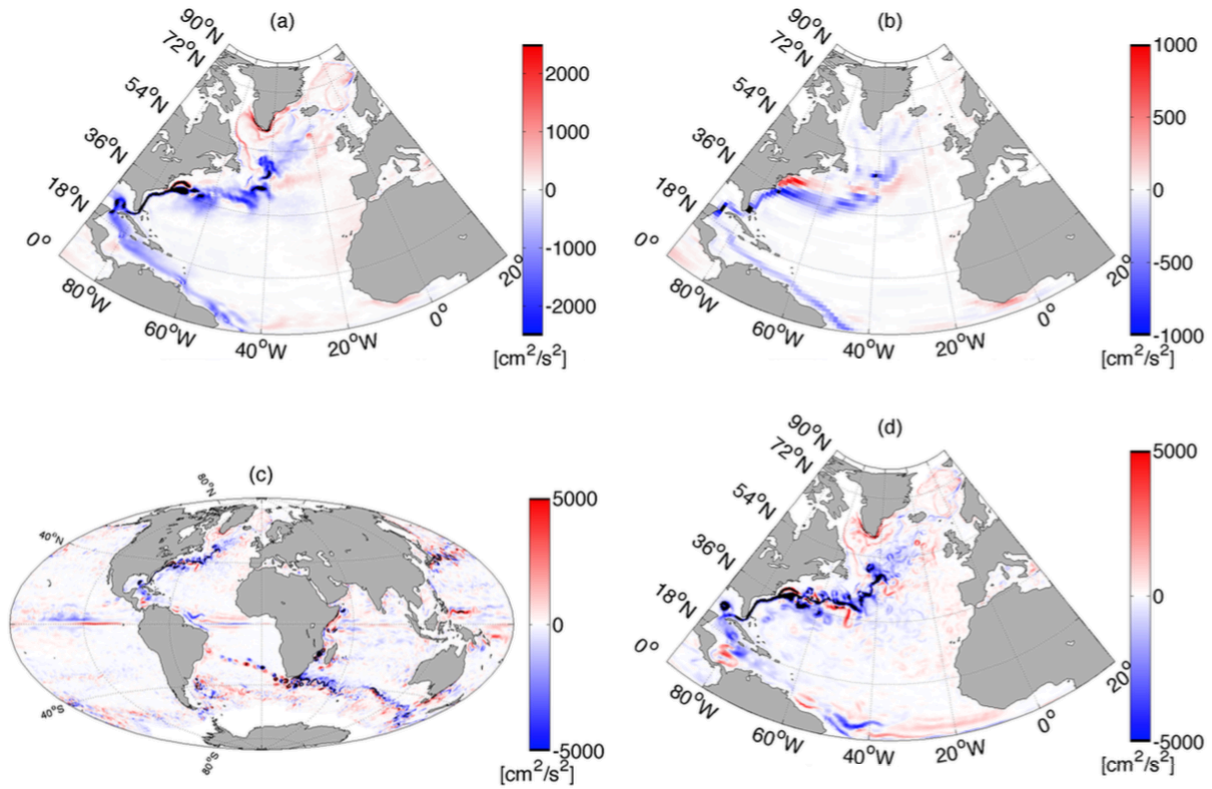 (a)
90°N
72°N
54°N
36°N
18°N
0°
80°W
60°W
40°W
20°W
0°
20°
2000
1000
0
-1000
-2000
[cm²/s²]
(b)
90°N
72°N
54°N
36°N
18°N
0°
80°W
60°W
40°W
20°W
0°
20°
1000
500
0
-500
-1000
[cm²/s²]
(c)
80°N
40°N
40°S
80°S
5000
0
-5000
[cm²/s²]
(d)
90°N
72°N
54°N
36°N
18°N
0°
80°W
60°W
40°W
20°W
0°
20°
5000
0
-5000
[cm²/s²]